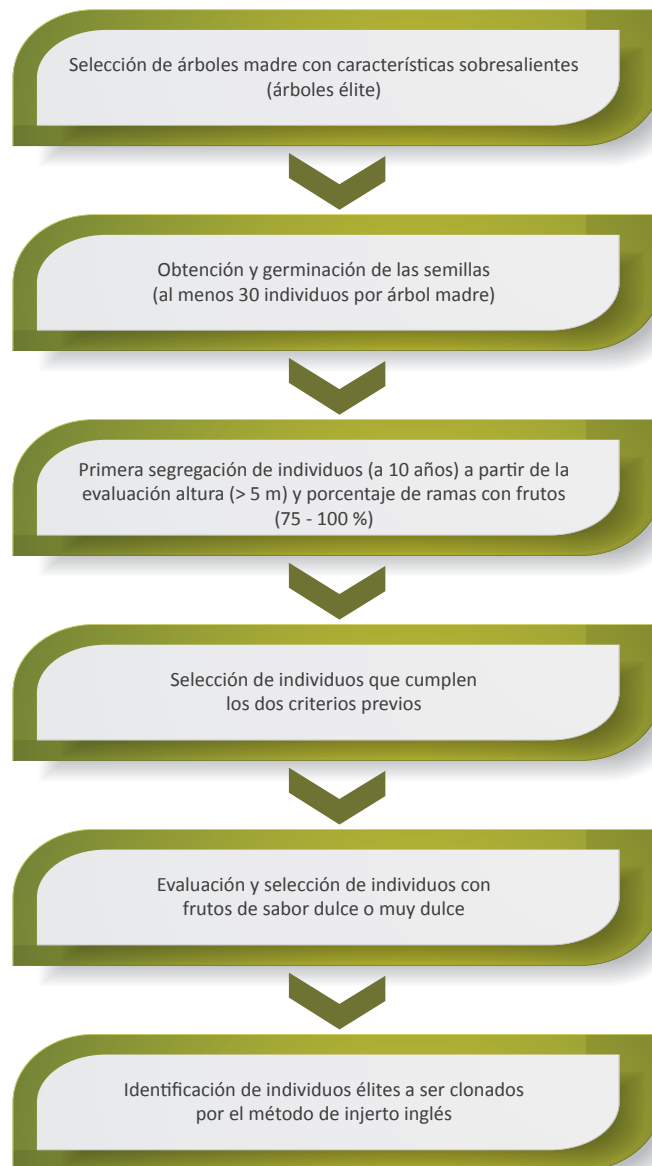 Selección de árboles madre con características sobresalientes
(árboles élite)
Obtención y germinación de las semillas
(al menos 30 individuos por árbol madre)
Primera segregación de individuos (a 10 años) a partir de la
evaluación altura (> 5 m) y porcentaje de ramas con frutos
(75 - 100 %)
Selección de individuos que cumplen
los dos criterios previos
Evaluación y selección de individuos con
frutos de sabor dulce o muy dulce
Identificación de individuos élites a ser clonados
por el método de injerto inglés